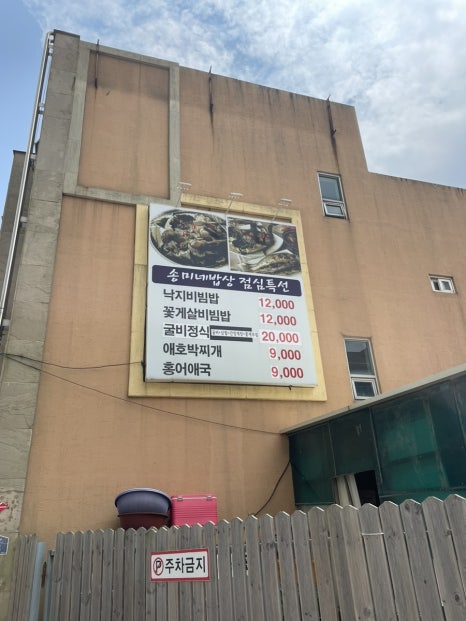 송미네밥상 점심특선
낙지비빔밥 12,000
꽃게살비빔밥 12,000
굴비정식 20,000
애호박찌개 9,000
홍어애국 9,000
P 주차금지